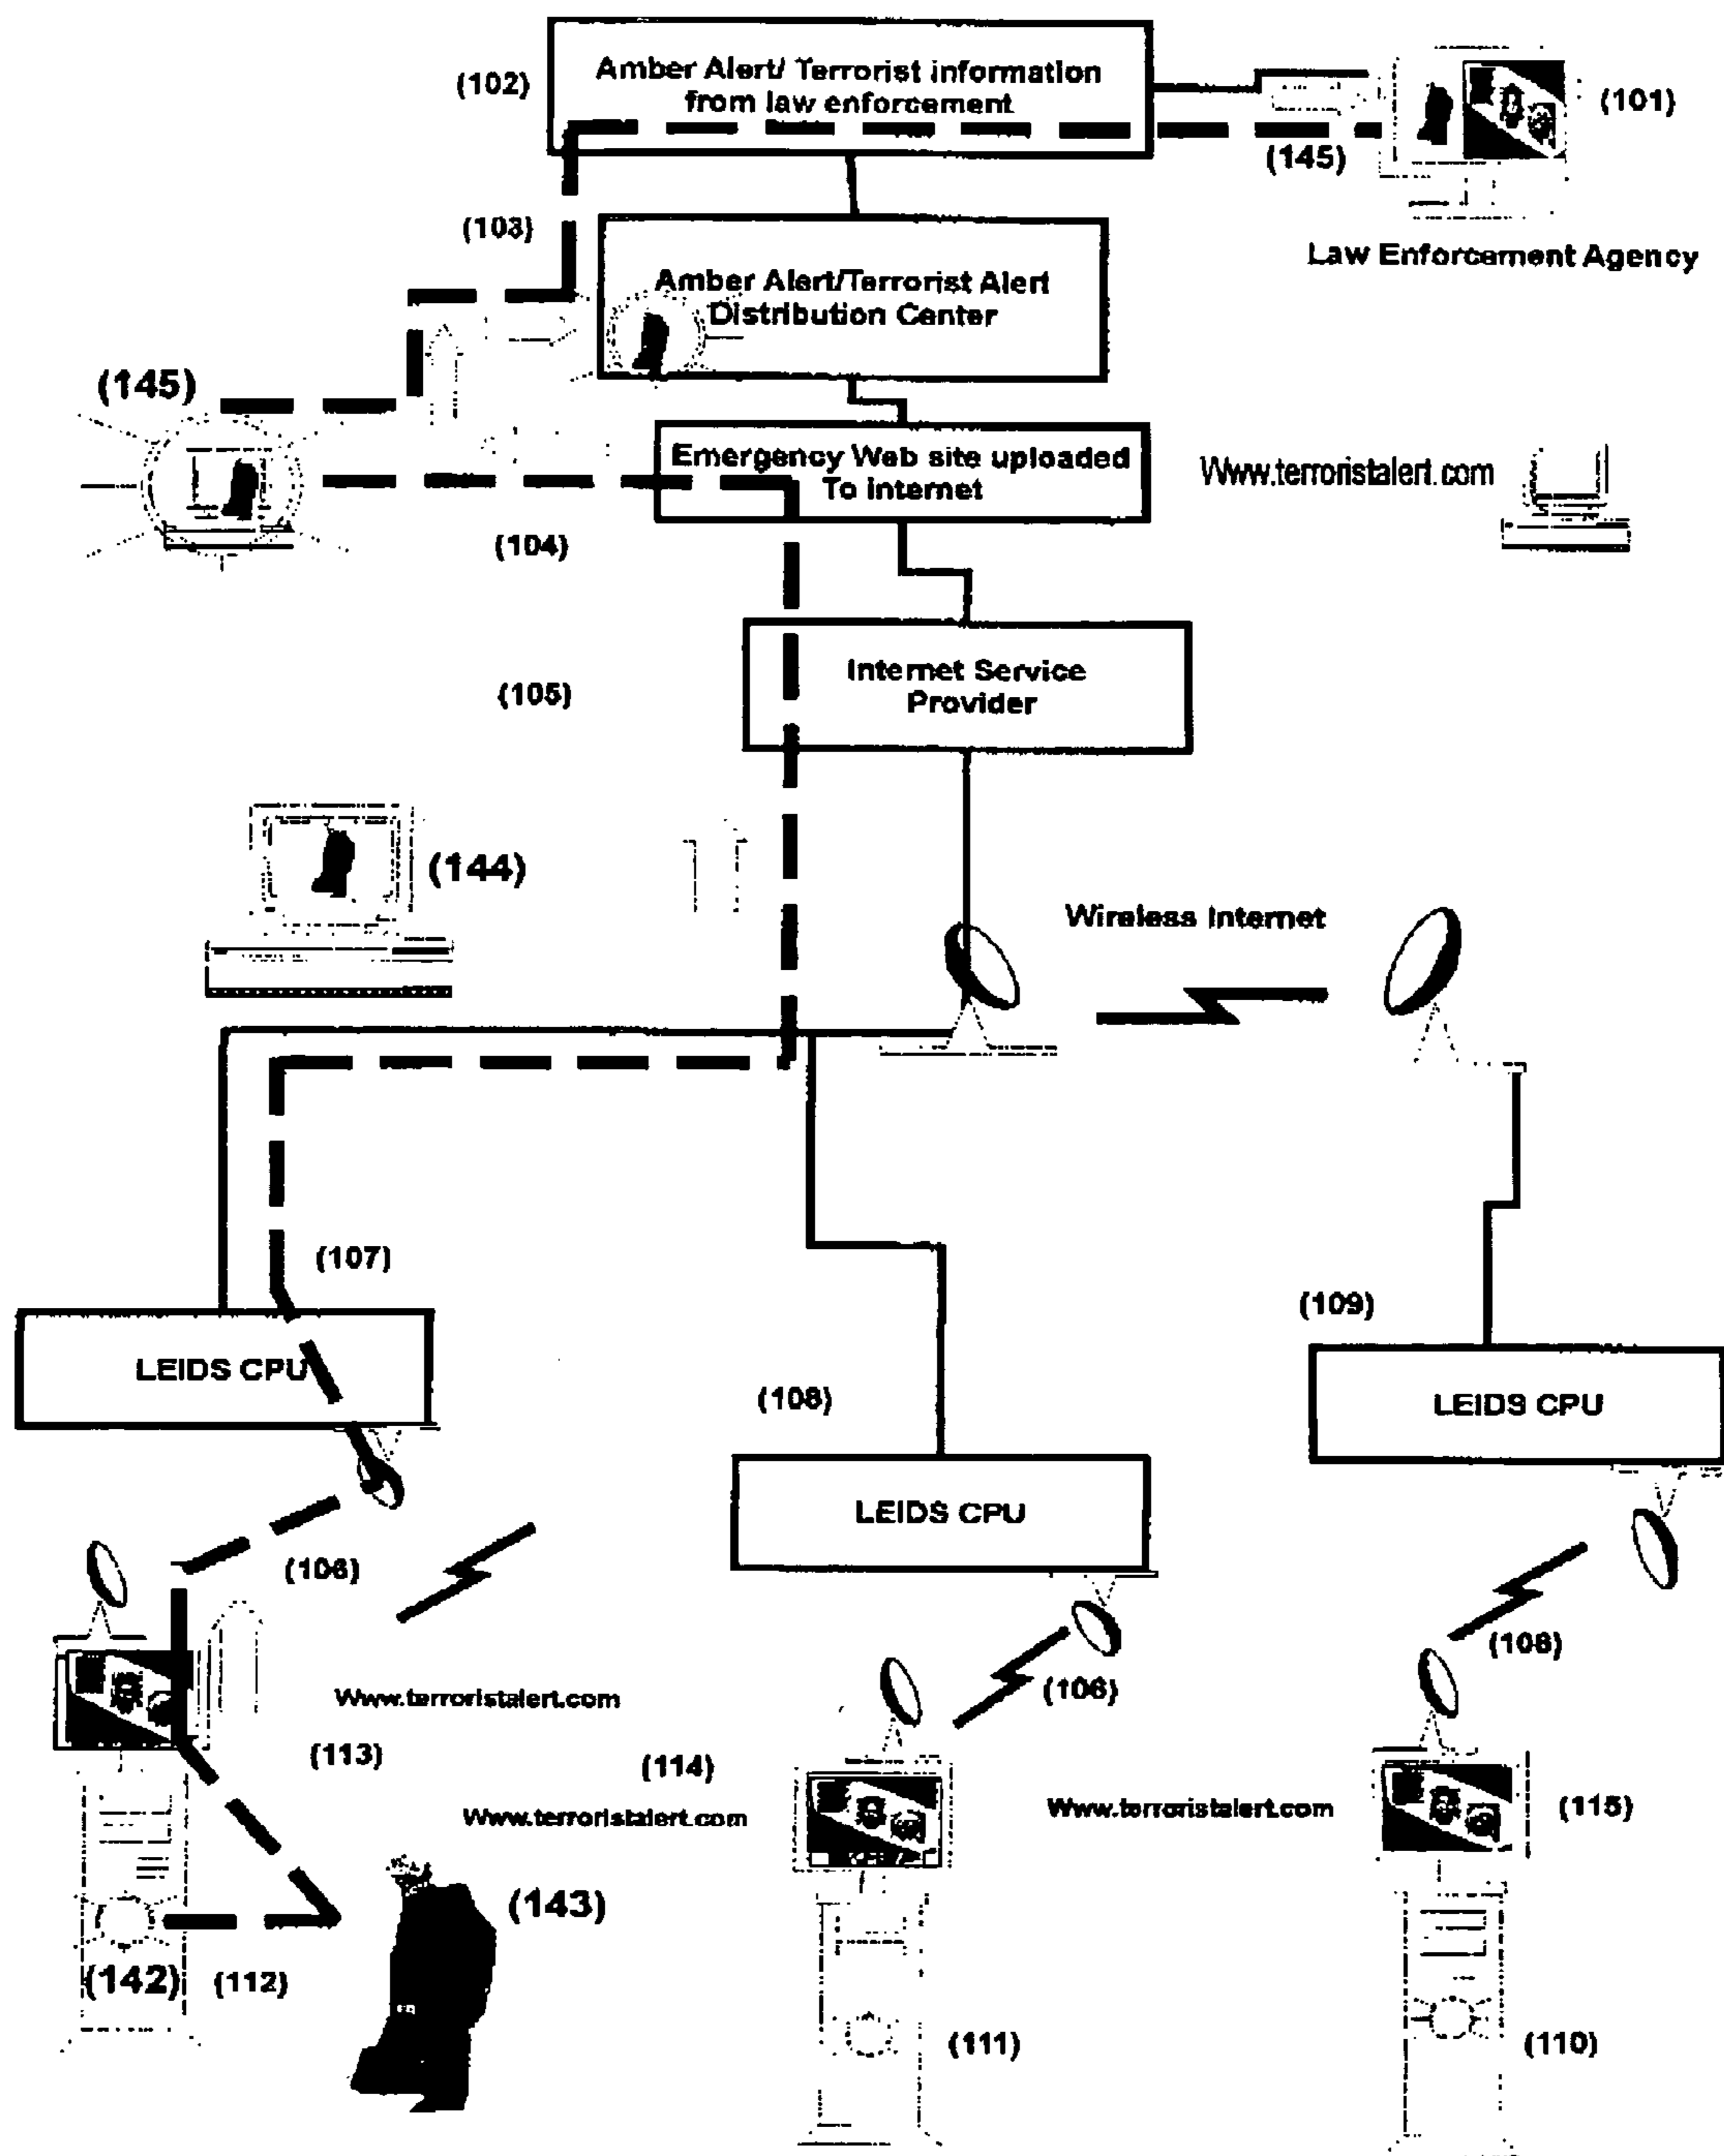 (102)
Amber Alert/ Terrorist information
from law enforcement
(101)
(145)
Law Enforcement Agency
(103)
Amber Alert/Terrorist Alert
Distribution Center
(145)
Emergency Web site uploaded
To internet
Www.terroristalert.com
(104)
(105)
Internet Service
Provider
(144)
Wireless Internet
(107)
(109)
LEIDS CPU
(108)
LEIDS CPU
LEIDS CPU
(106)
(106)
(106)
Www.terroristalert.com
(113)
(114)
Www.terroristalert.com
Www.terroristalert.com
(115)
(143)
(142)
(112)
(111)
(110)